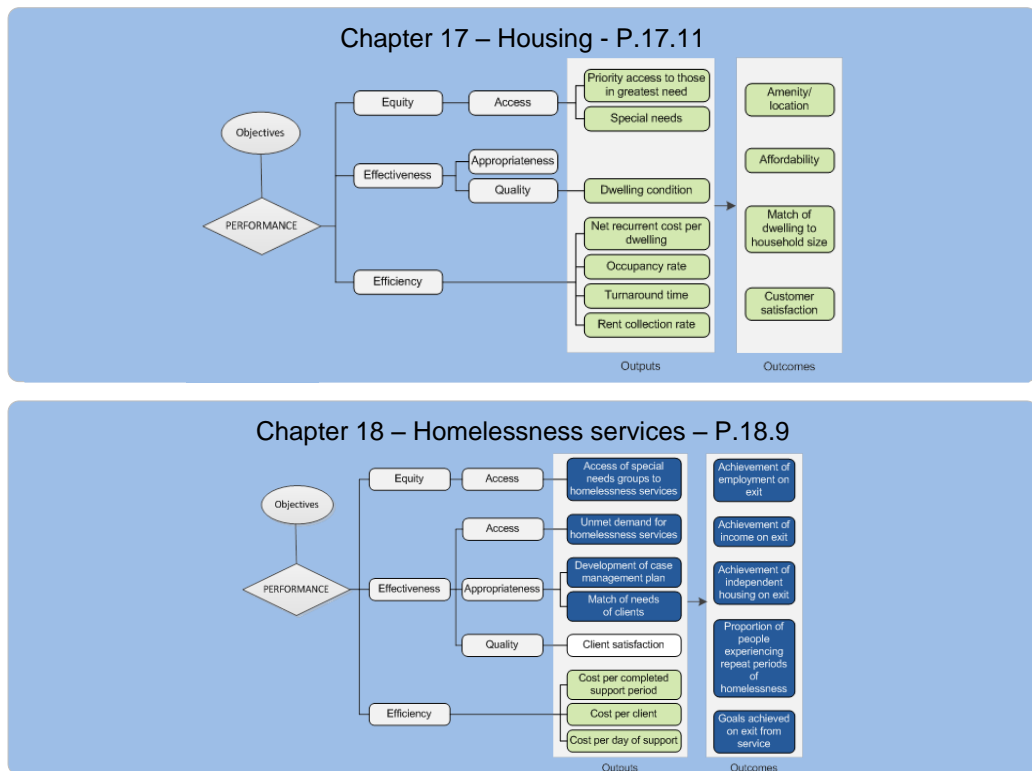 Chapter 17 – Housing - P.17.11
Objectives
PERFORMANCE
Equity
Access
Priority access to those
in greatest need
Special needs
Effectiveness
Appropriateness
Quality
Dwelling condition
Efficiency
Net recurrent cost per
dwelling
Occupancy rate
Turnaround time
Rent collection rate
Outputs
Amenity/
location
Affordability
Match of
dwelling to
household size
Customer
satisfaction
Outcomes
Chapter 18 – Homelessness services – P.18.9
Objectives
PERFORMANCE
Equity
Access
Access of special
needs groups to
homelessness services
Effectiveness
Access
Unmet demand for
homelessness services
Appropriateness
Development of case
management plan
Match of needs
of clients
Quality
Client satisfaction
Efficiency
Cost per completed
support period
Cost per client
Cost per day of support
Outputs
Achievement of
employment on
exit
Achievement of
income on exit
Achievement of
independent
housing on exit
Proportion of
people
experiencing
repeat periods
of
homelessness
Goals achieved
on exit from
service
Outcomes